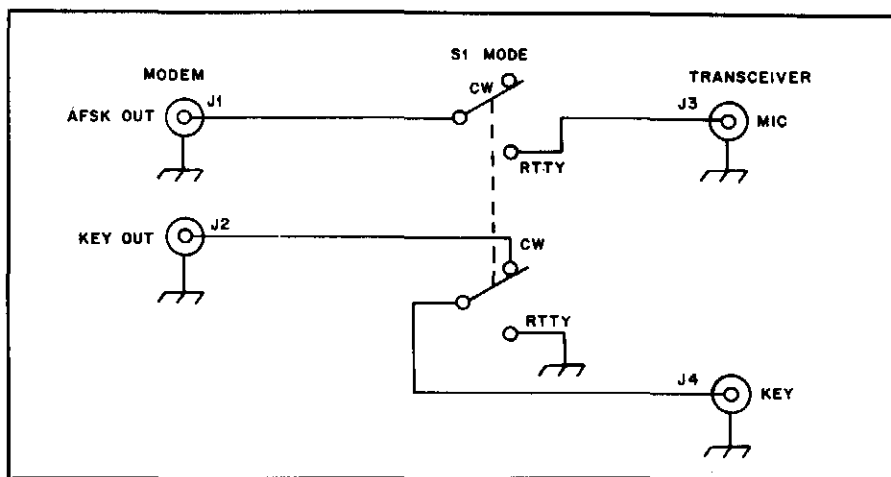 S1 MODE
MODEM
TRANSCEIVER
CW
J1
J3
AFSK OUT
MIC
RTTY
J2
KEY OUT
CW
RTTY
J4
KEY